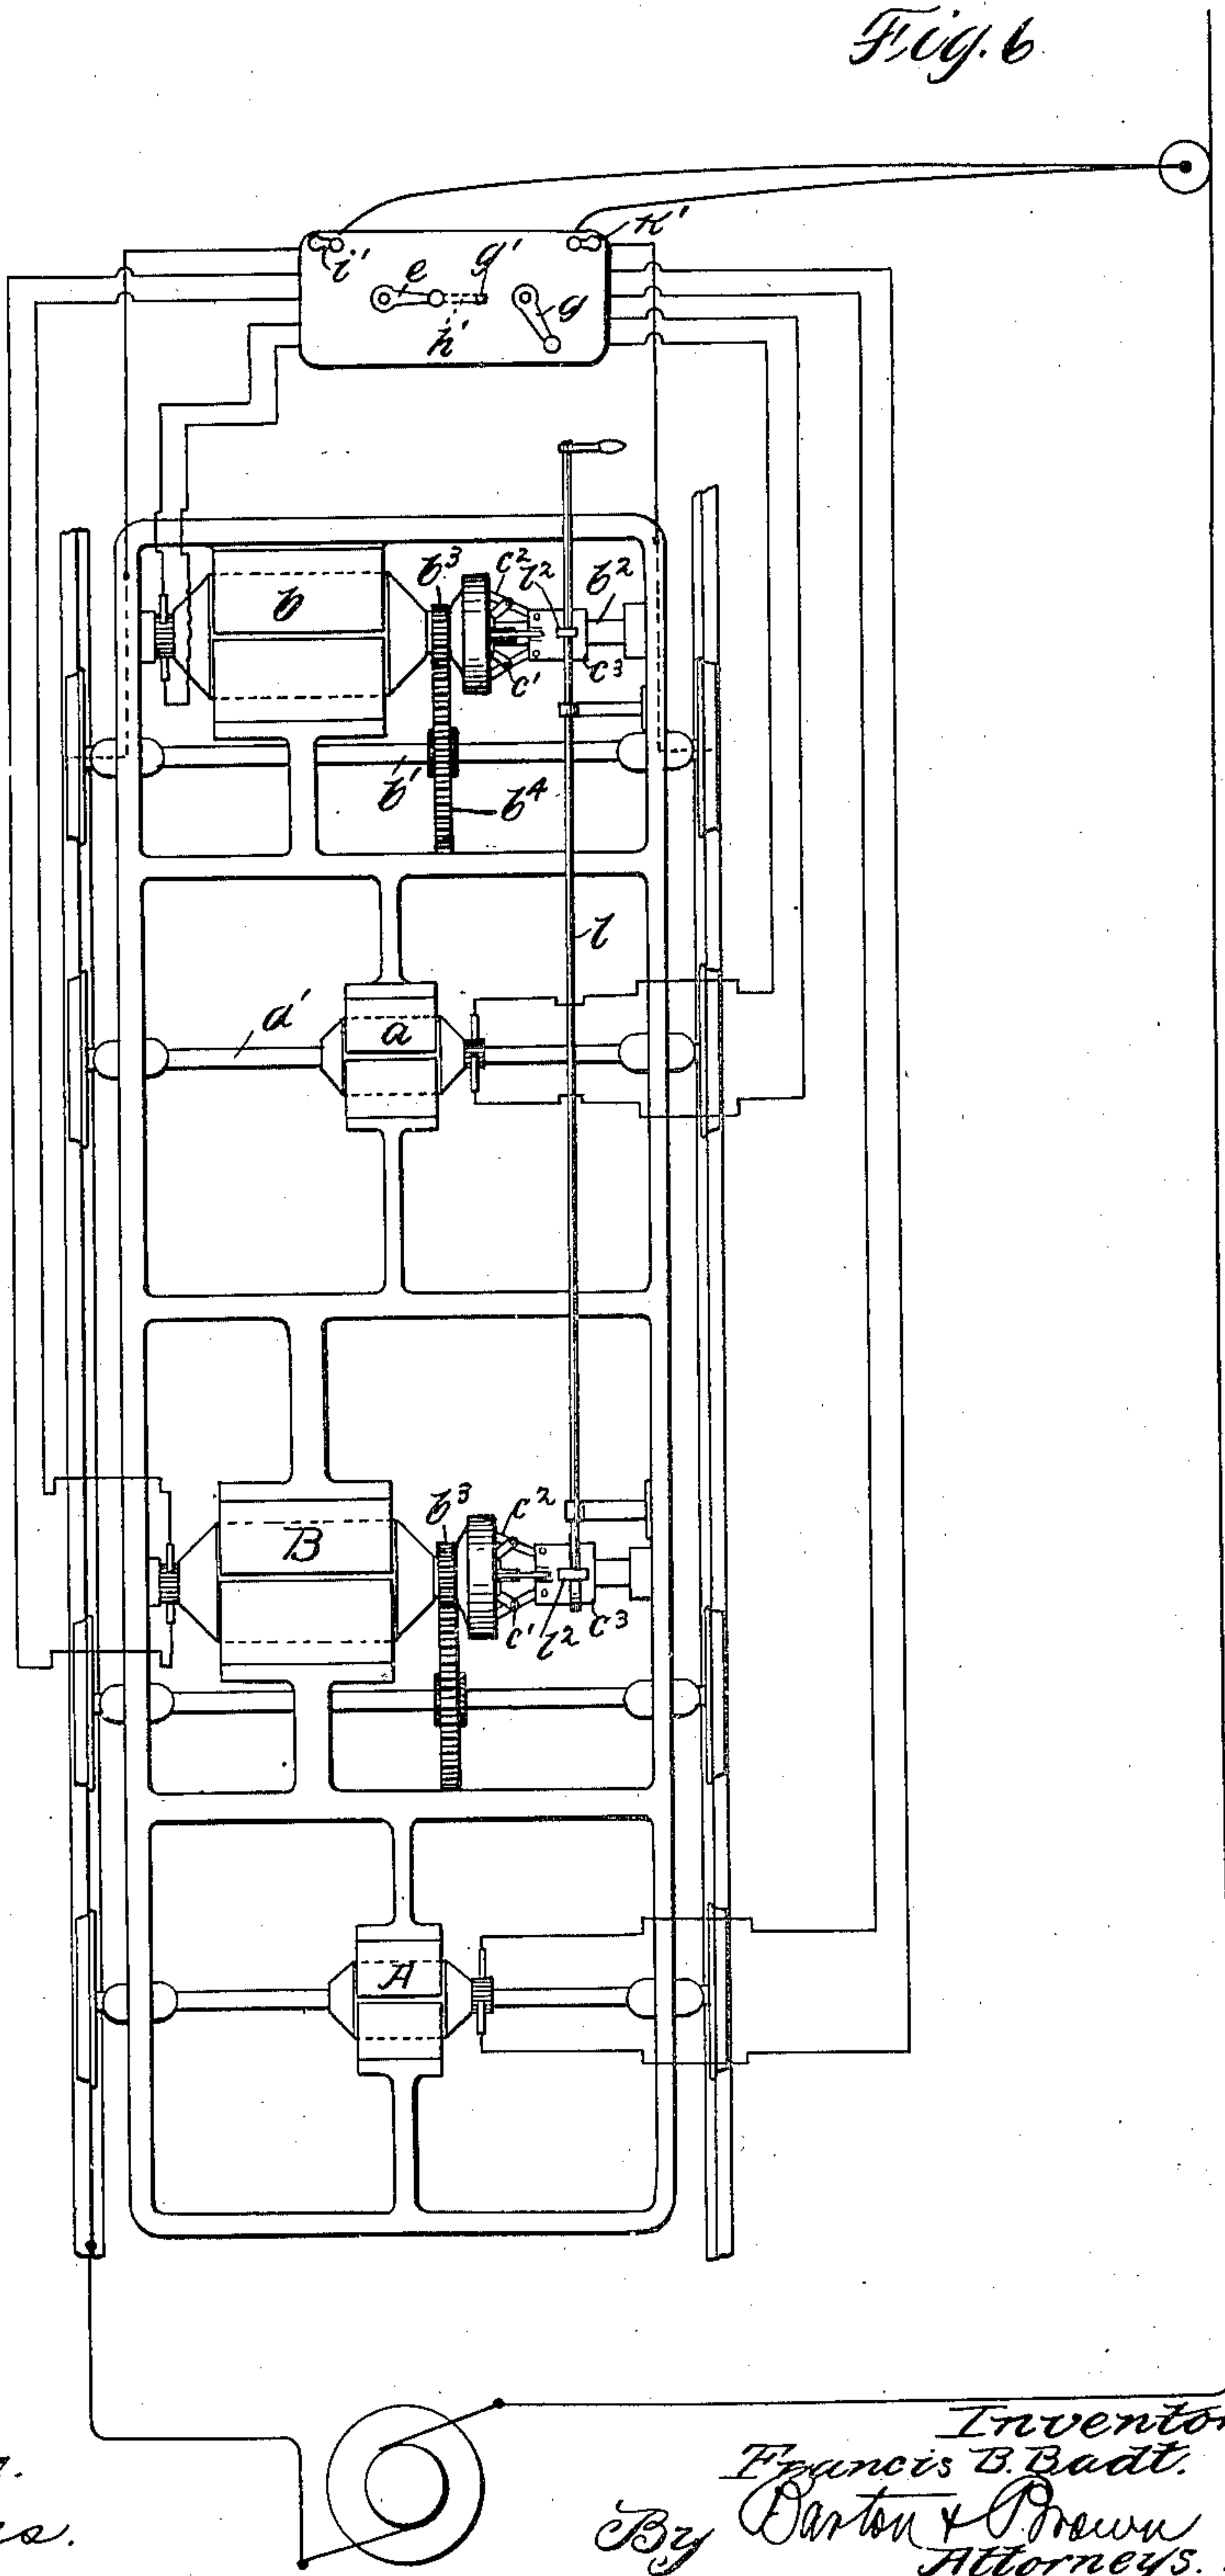 Fig. 6
i' e g' k'
h' g
b b³ c² l² b²
c' c³
b' b⁴
l
a' a
B b³ c²
c' l² c³
A
Inventor
Francis B. Badt.
By Barton & Brown
Attorneys.